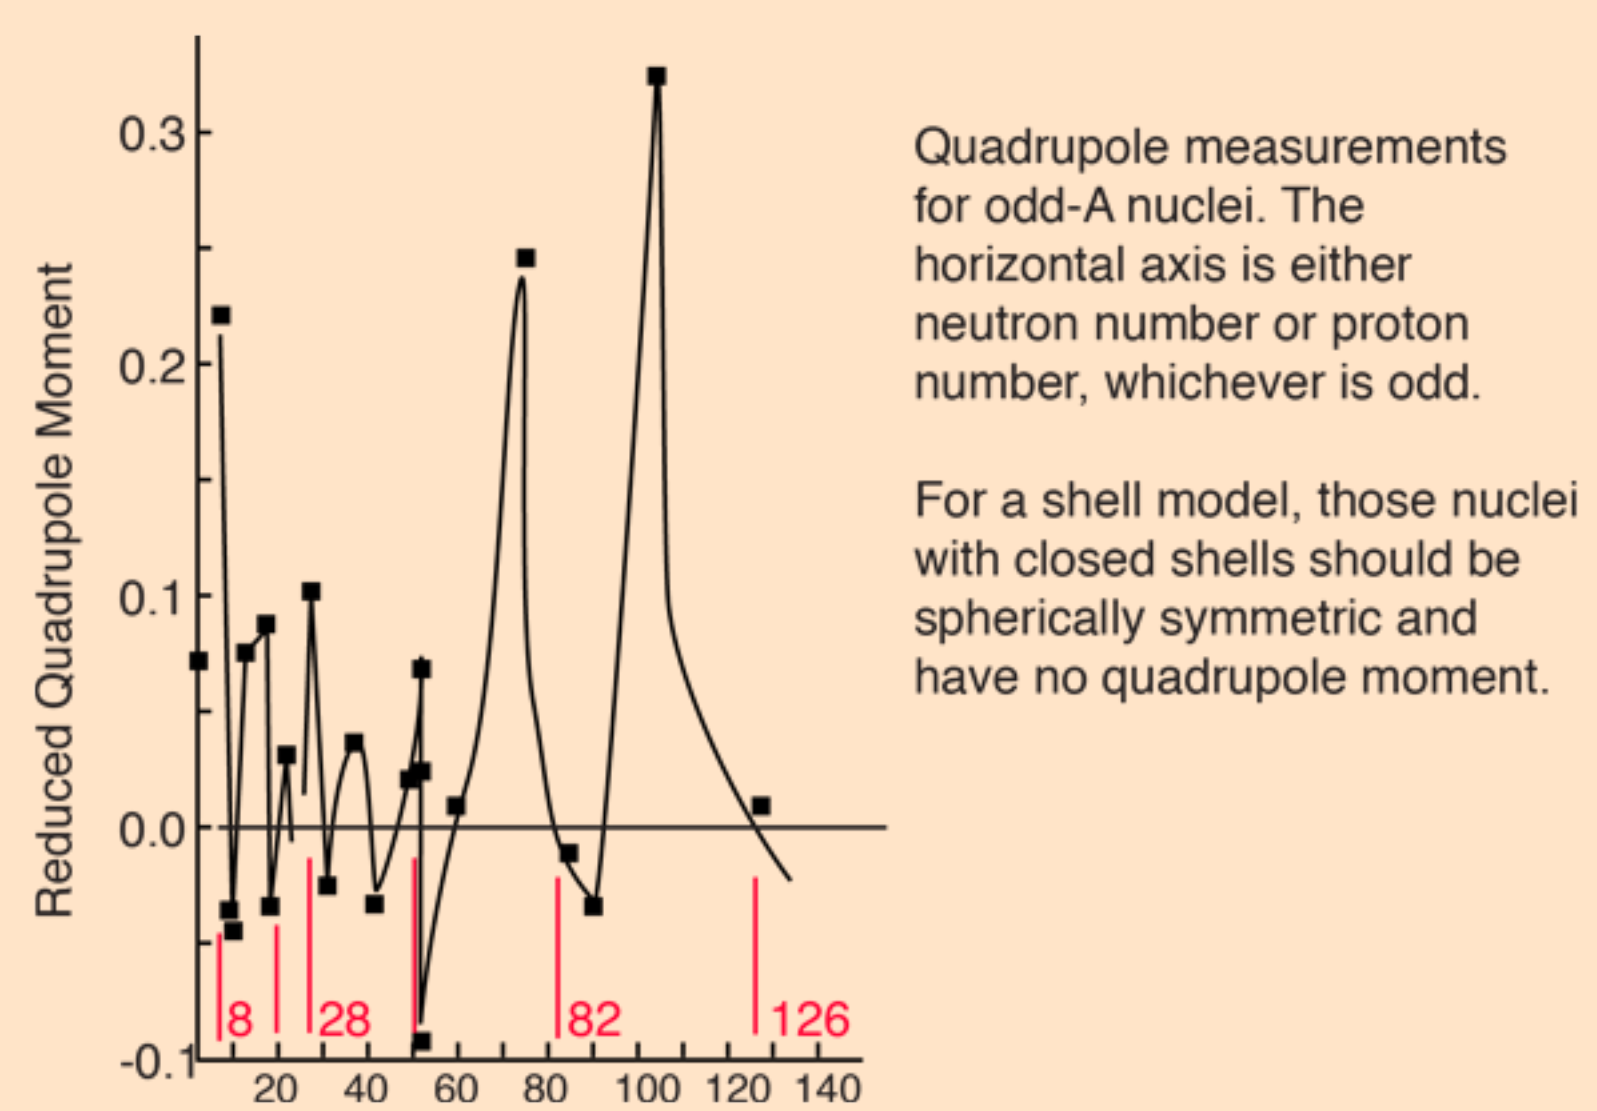 Reduced Quadrupole Moment
0.3
0.2
0.1
0.0
-0.1
8
28
82
126
20 40 60 80 100 120 140
Quadrupole measurements
for odd-A nuclei. The
horizontal axis is either
neutron number or proton
number, whichever is odd.
For a shell model, those nuclei
with closed shells should be
spherically symmetric and
have no quadrupole moment.